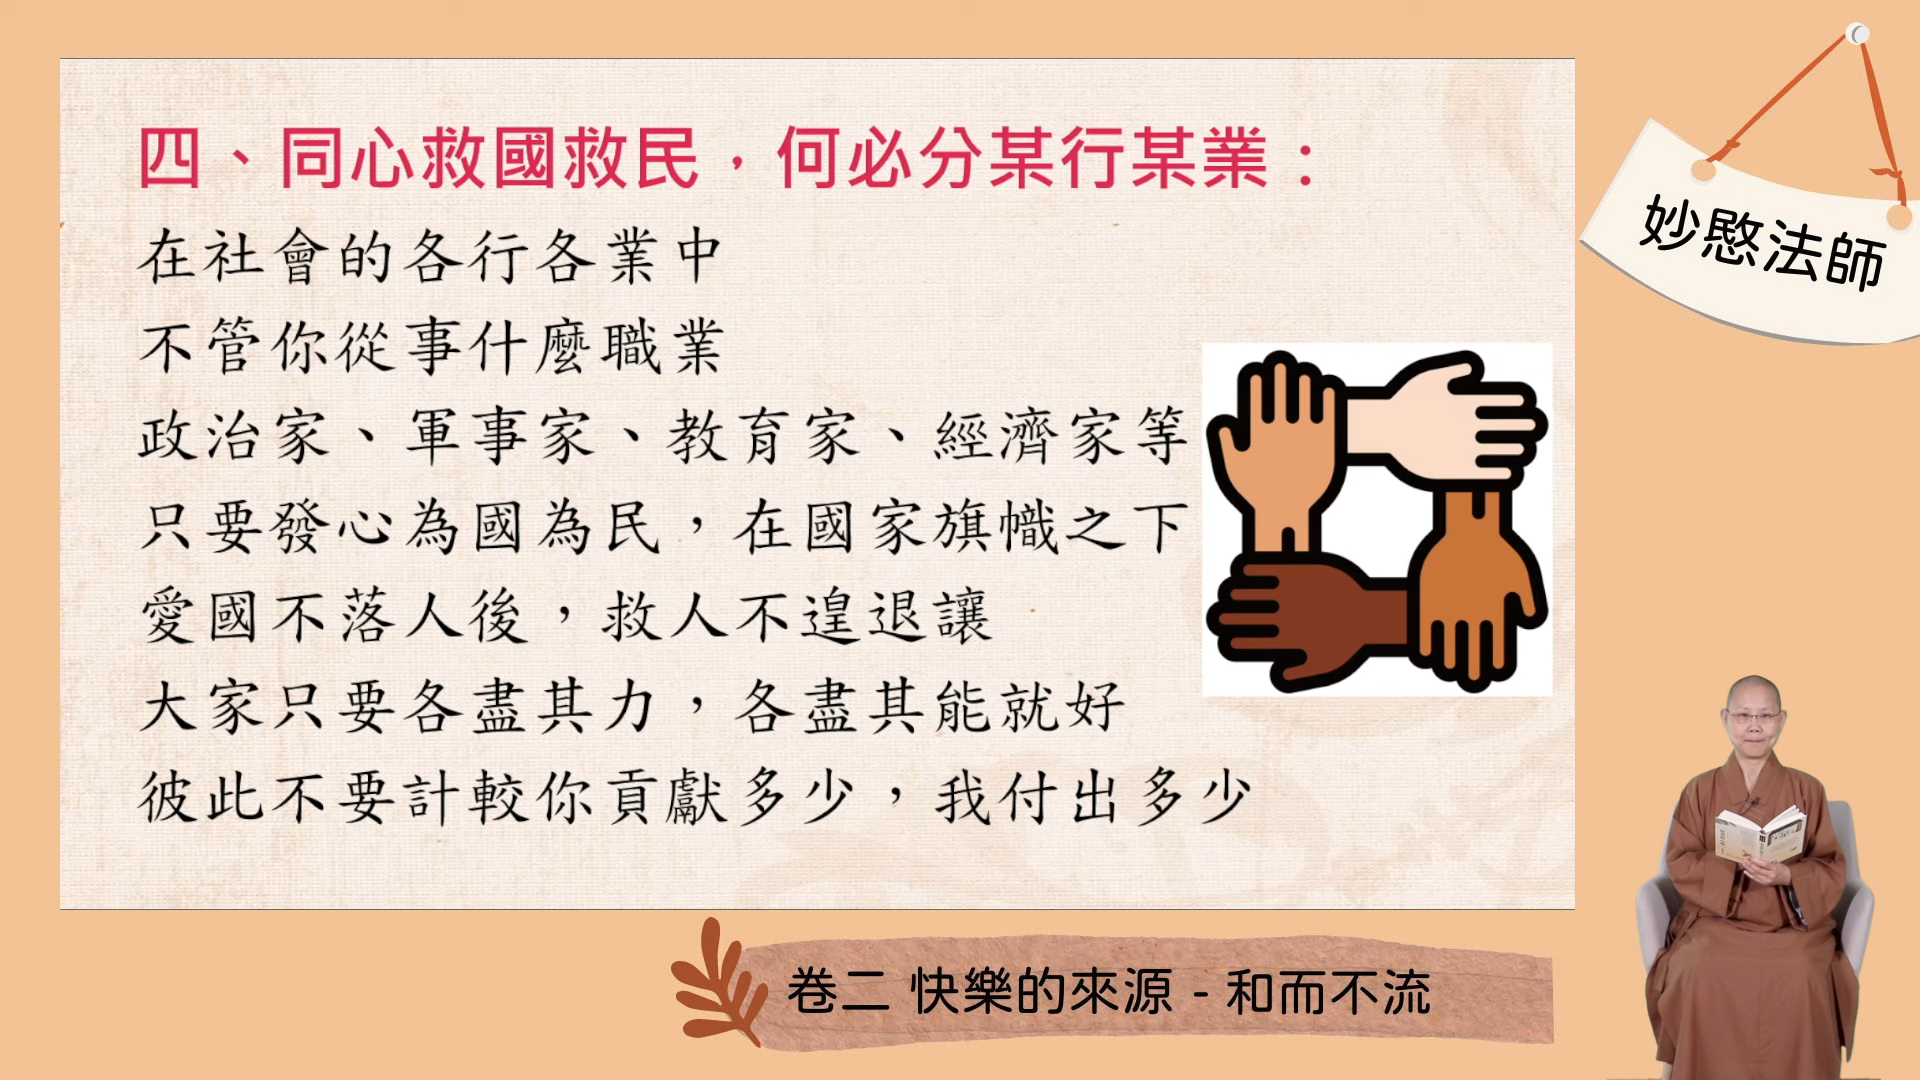 四、同心救國救民，何必分某行某業：
在社會的各行各業中
不管你從事什麼職業
政治家、軍事家、教育家、經濟家等
只要發心為國為民，在國家旗幟之下
愛國不落人後，救人不遑退讓
大家只要各盡其力，各盡其能就好
彼此不要計較你貢獻多少，我付出多少
妙愍法師
卷二 快樂的來源 - 和而不流